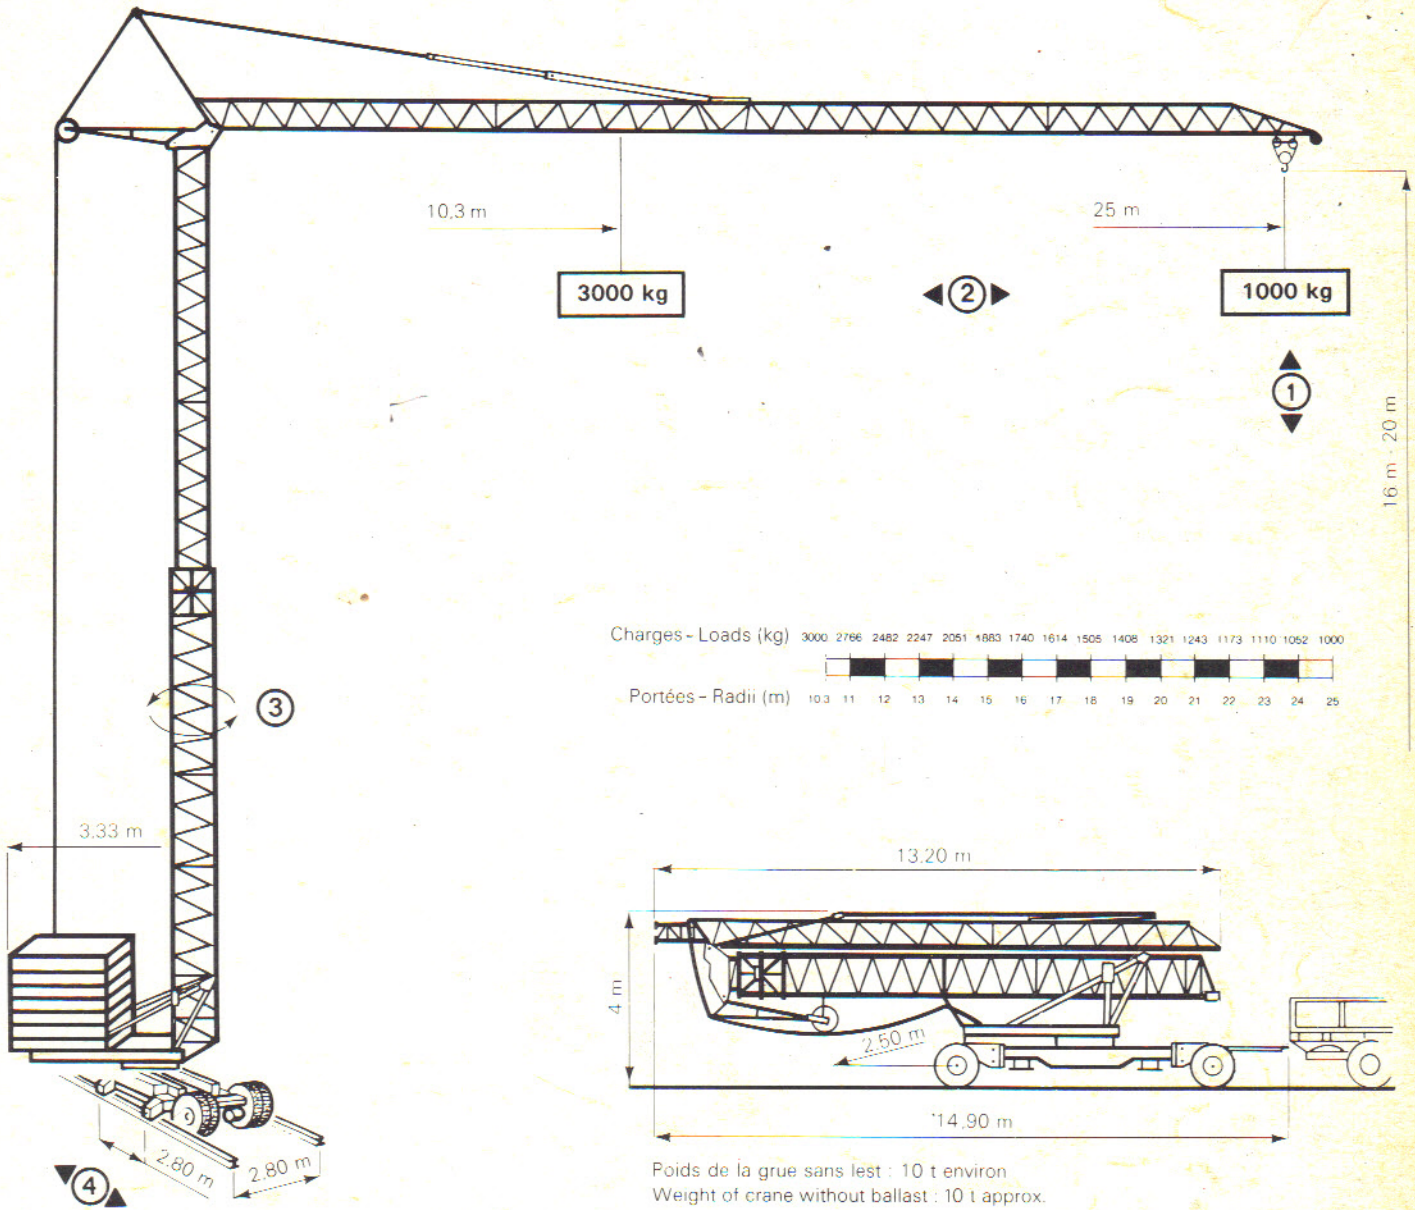 10,3 m
25 m
3000 kg
2
1000 kg
1
16 m - 20 m
Charges - Loads (kg) 3000 2766 2482 2247 2051 1883 1740 1614 1505 1408 1321 1243 1173 1110 1052 1000
Portées - Radii (m) 10.3 11 12 13 14 15 16 17 18 19 20 21 22 23 24 25
3
3.33 m
13.20 m
4 m
2.50 m
14.90 m
2.80 m
2.80 m
4
Poids de la grue sans lest : 10 t environ
Weight of crane without ballast : 10 t approx.